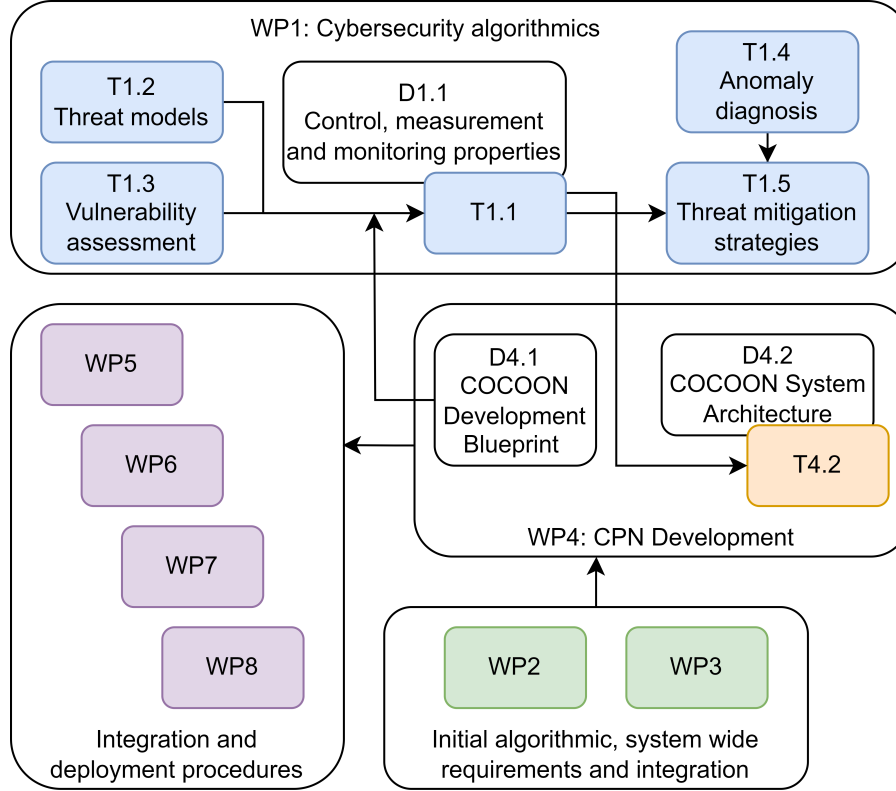 WP1: Cybersecurity algorithmics
T1.2
Threat models
D1.1
Control, measurement
and monitoring properties
T1.4
Anomaly
diagnosis
T1.3
Vulnerability
assessment
T1.1
T1.5
Threat mitigation
strategies
WP5
WP6
WP7
WP8
Integration and
deployment procedures
D4.1
COCOON
Development
Blueprint
D4.2
COCOON System
Architecture
T4.2
WP4: CPN Development
WP2
WP3
Initial algorithmic, system wide
requirements and integration